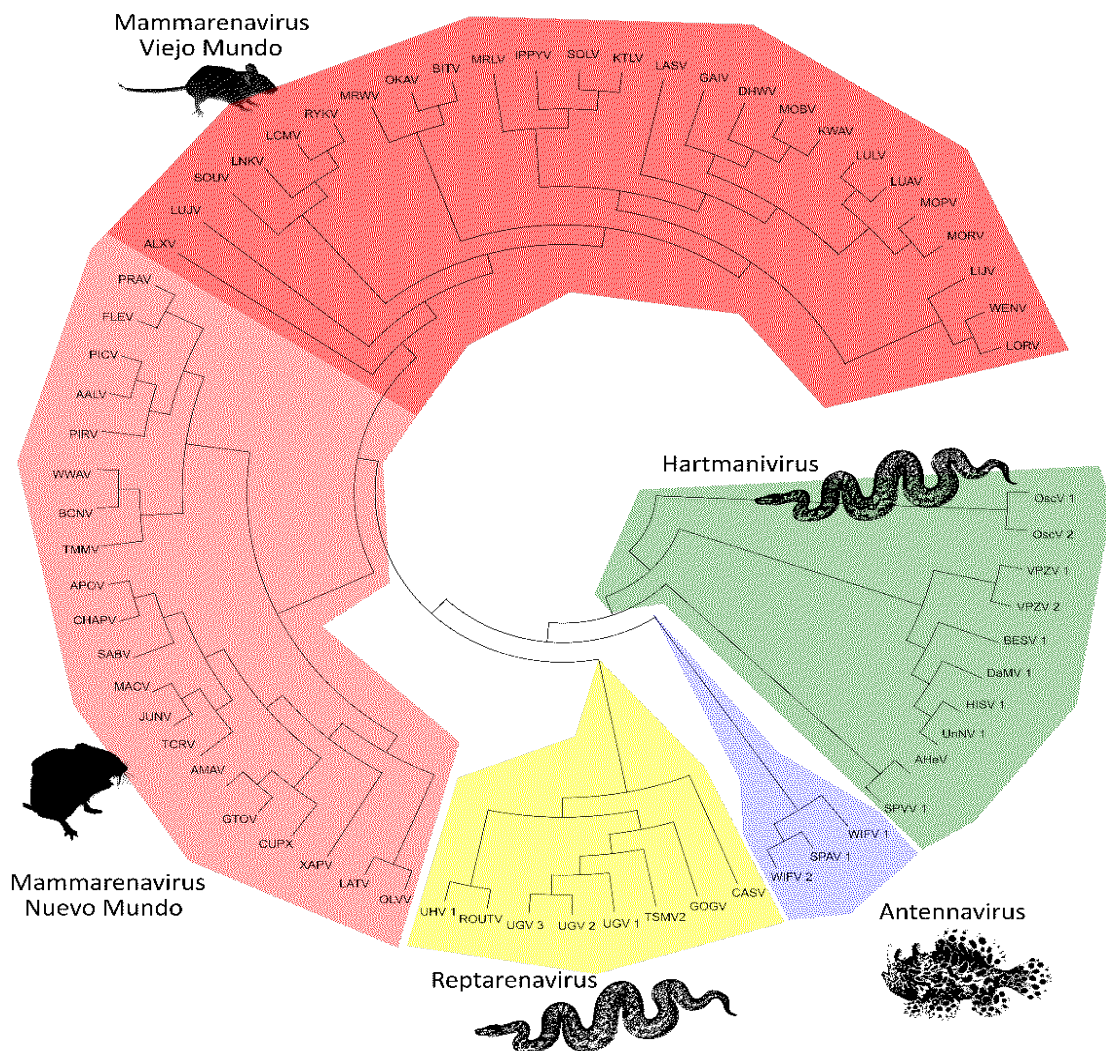 Mammarenavirus
Viejo Mundo
ALXV
LUJV
SOUV
LNKV
LCMV
RYKV
MRWV
OKAV
BITV
MRLV
IPPYV
SOLV
KTLV
LASV
GAIV
DHWV
MOBV
KWAV
LULV
LUAV
MOPV
MORV
LIJV
WENV
LORV
PRAV
FLEV
PICV
AALV
PIRV
WWAV
BCNV
TMMV
APOV
CHAPV
SABV
MACV
JUNV
TCRV
AMAV
GTOV
CUPX
XAPV
LATV
OLVV
Mammarenavirus
Nuevo Mundo
UHV 1
ROUTV
UGV 3
UGV 2
UGV 1
TSMV2
GOGV
CASV
Reptarenavirus
WIFV 2
SPAV 1
WIFV 1
Antennavirus
Hartmanivirus
OscV 1
OscV 2
VPZV 1
VPZV 2
BESV 1
DaMV 1
HISV 1
UnNV 1
AHeV
SPVV 1